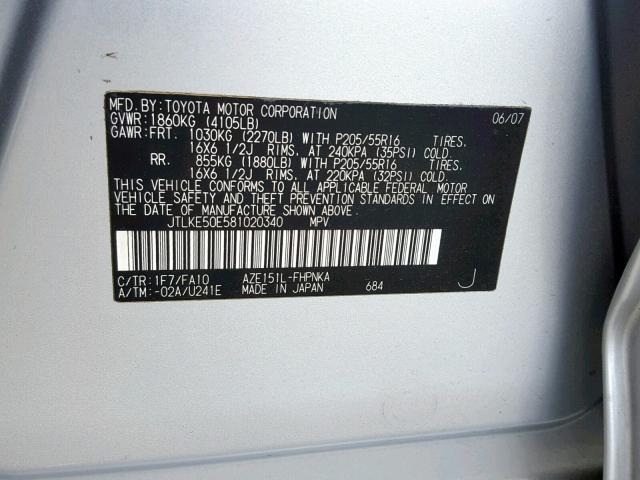 MFD. BY: TOYOTA MOTOR CORPORATION 06/07
GVWR: 1860KG (4105LB)
GAWR: FRT. 1030KG (2270LB) WITH P205/55R16 TIRES,
16X6 1/2J RIMS, AT 240KPA (35PSI) COLD.
RR. 855KG (1880LB) WITH P205/55R16 TIRES,
16X6 1/2J RIMS, AT 220KPA (32PSI) COLD.
THIS VEHICLE CONFORMS TO ALL APPLICABLE FEDERAL MOTOR
VEHICLE SAFETY AND THEFT PREVENTION STANDARDS IN EFFECT ON
THE DATE OF MANUFACTURE SHOWN ABOVE.
JTLKE50E581020340 MPV
C/TR: 1F7/FA10 AZE151L-FHPNKA
A/TM: -02A/U241E MADE IN JAPAN 684 J